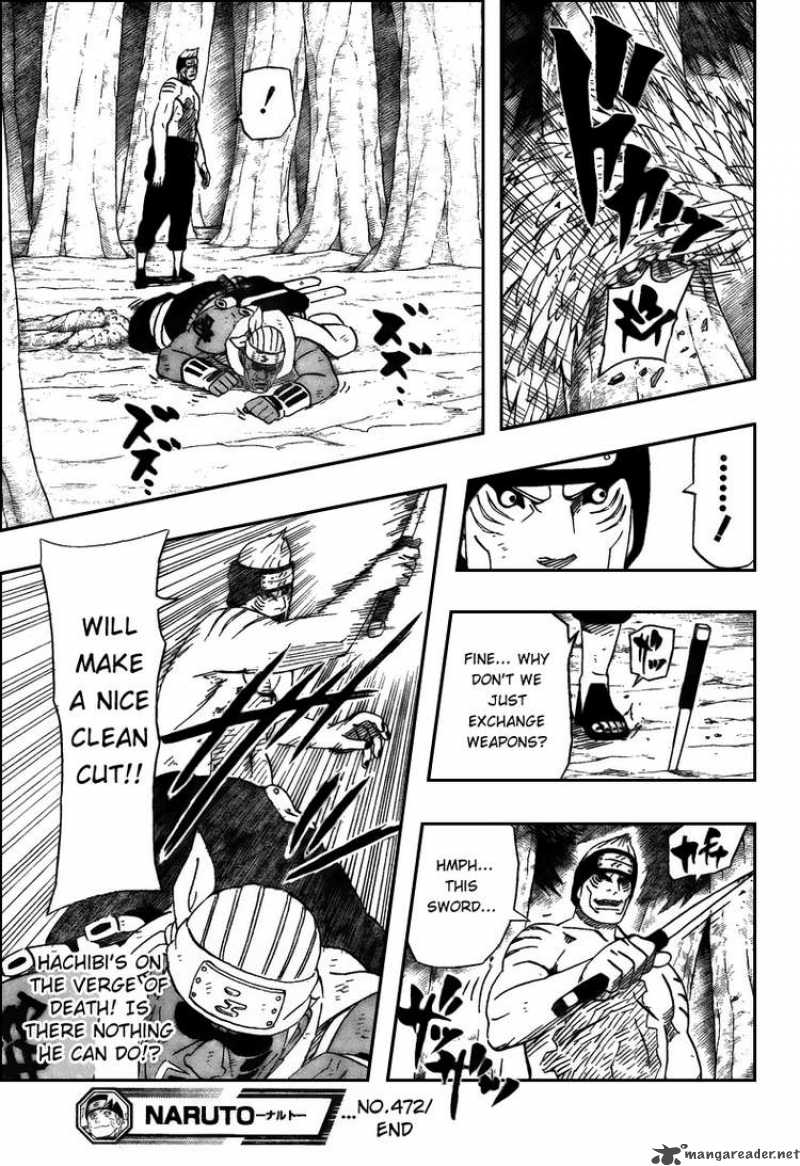 ドドガッ
!
ズズ
ズズ
......!
FINE... WHY
DON'T WE
JUST
EXCHANGE
WEAPONS?
HMPH...
THIS
SWORD...
WILL
MAKE
A NICE
CLEAN
CUT!!
HACHIBI'S ON
THE VERGE OF
DEATH! IS
THERE NOTHING
HE CAN DO!?
NARUTO —ナルト— ...NO.472/
END
mangareader.net